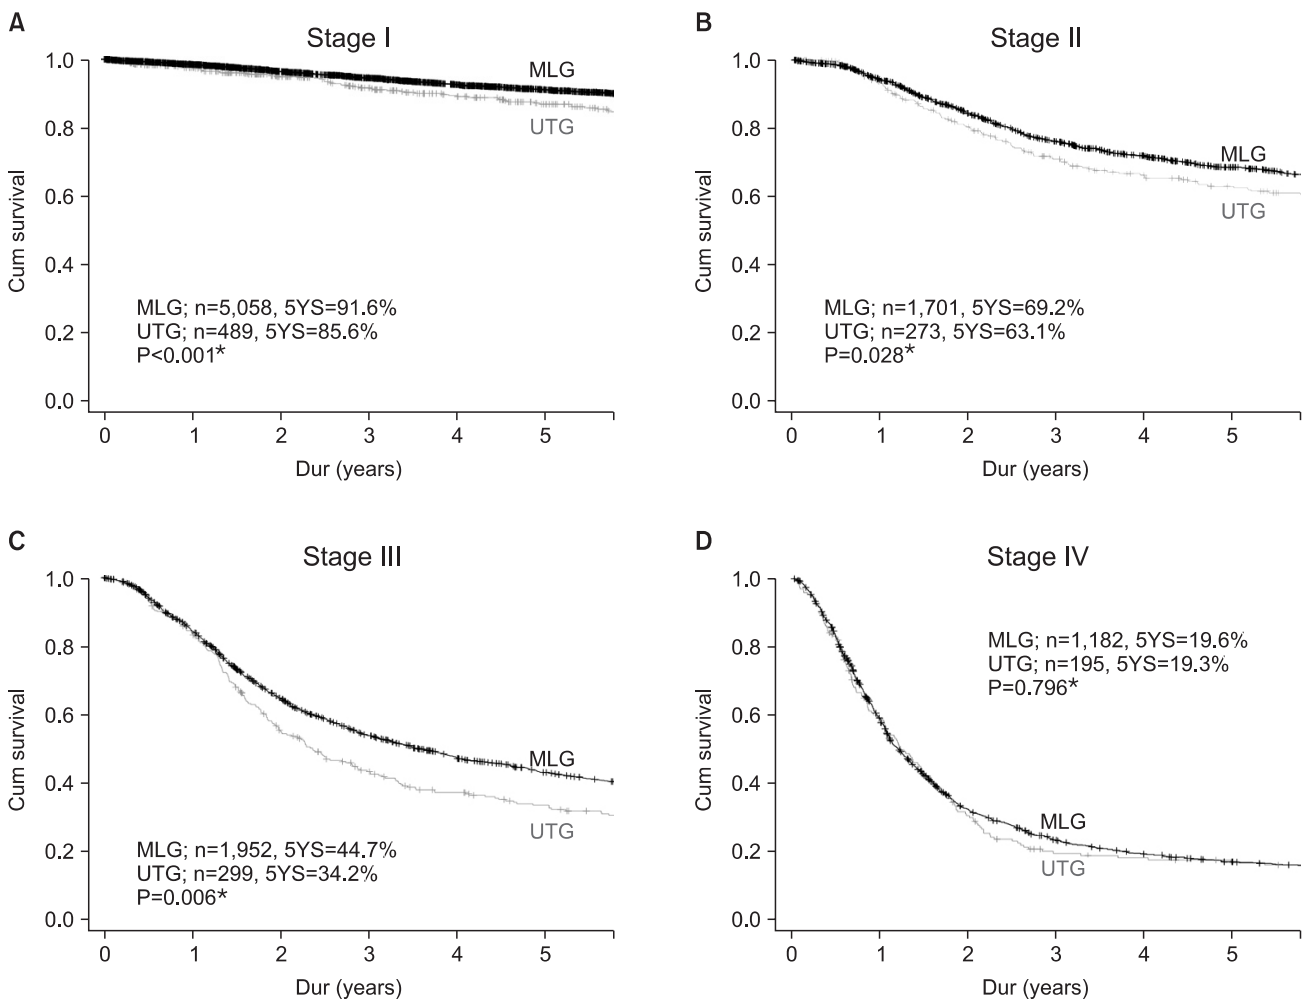 A
Stage I
1.0
0.8
0.6
0.4
0.2
0.0
Cum survival
MLG
UTG
MLG; n=5,058, 5YS=91.6%
UTG; n=489, 5YS=85.6%
P<0.001*
0 1 2 3 4 5
Dur (years)
B
Stage II
1.0
0.8
0.6
0.4
0.2
0.0
Cum survival
MLG
UTG
MLG; n=1,701, 5YS=69.2%
UTG; n=273, 5YS=63.1%
P=0.028*
0 1 2 3 4 5
Dur (years)
C
Stage III
1.0
0.8
0.6
0.4
0.2
0.0
Cum survival
MLG
UTG
MLG; n=1,952, 5YS=44.7%
UTG; n=299, 5YS=34.2%
P=0.006*
0 1 2 3 4 5
Dur (years)
D
Stage IV
1.0
0.8
0.6
0.4
0.2
0.0
Cum survival
MLG; n=1,182, 5YS=19.6%
UTG; n=195, 5YS=19.3%
P=0.796*
MLG
UTG
0 1 2 3 4 5
Dur (years)